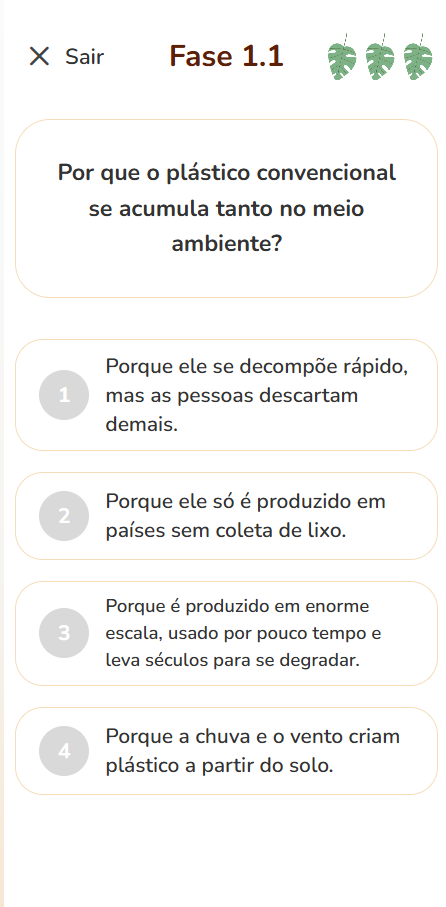 Sair
Fase 1.1
Por que o plástico convencional
se acumula tanto no meio
ambiente?
1
Porque ele se decompõe rápido,
mas as pessoas descartam
demais.
2
Porque ele só é produzido em
países sem coleta de lixo.
3
Porque é produzido em enorme
escala, usado por pouco tempo e
leva séculos para se degradar.
4
Porque a chuva e o vento criam
plástico a partir do solo.